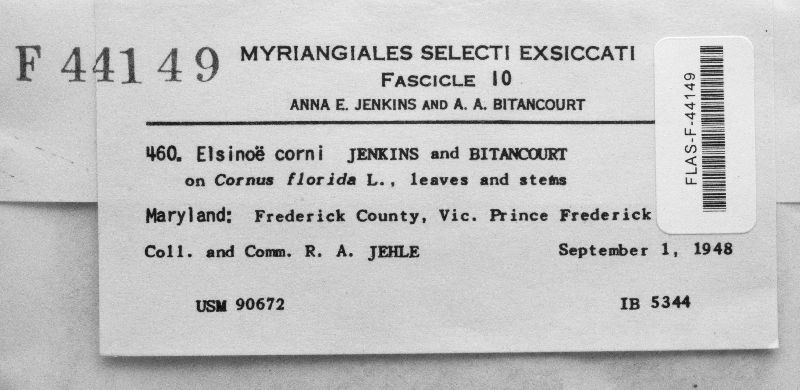 F 44149
MYRIANGIALES SELECTI EXSICCATI
FASCICLE 10
ANNA E. JENKINS AND A. A. BITANCOURT
FLAS-F-44149
460. Elsinoë corni JENKINS and BITANCOURT
on Cornus florida L., leaves and stems
Maryland: Frederick County, Vic. Prince Frederick
Coll. and Comm. R. A. JEHLE September 1, 1948
USM 90672 IB 5344